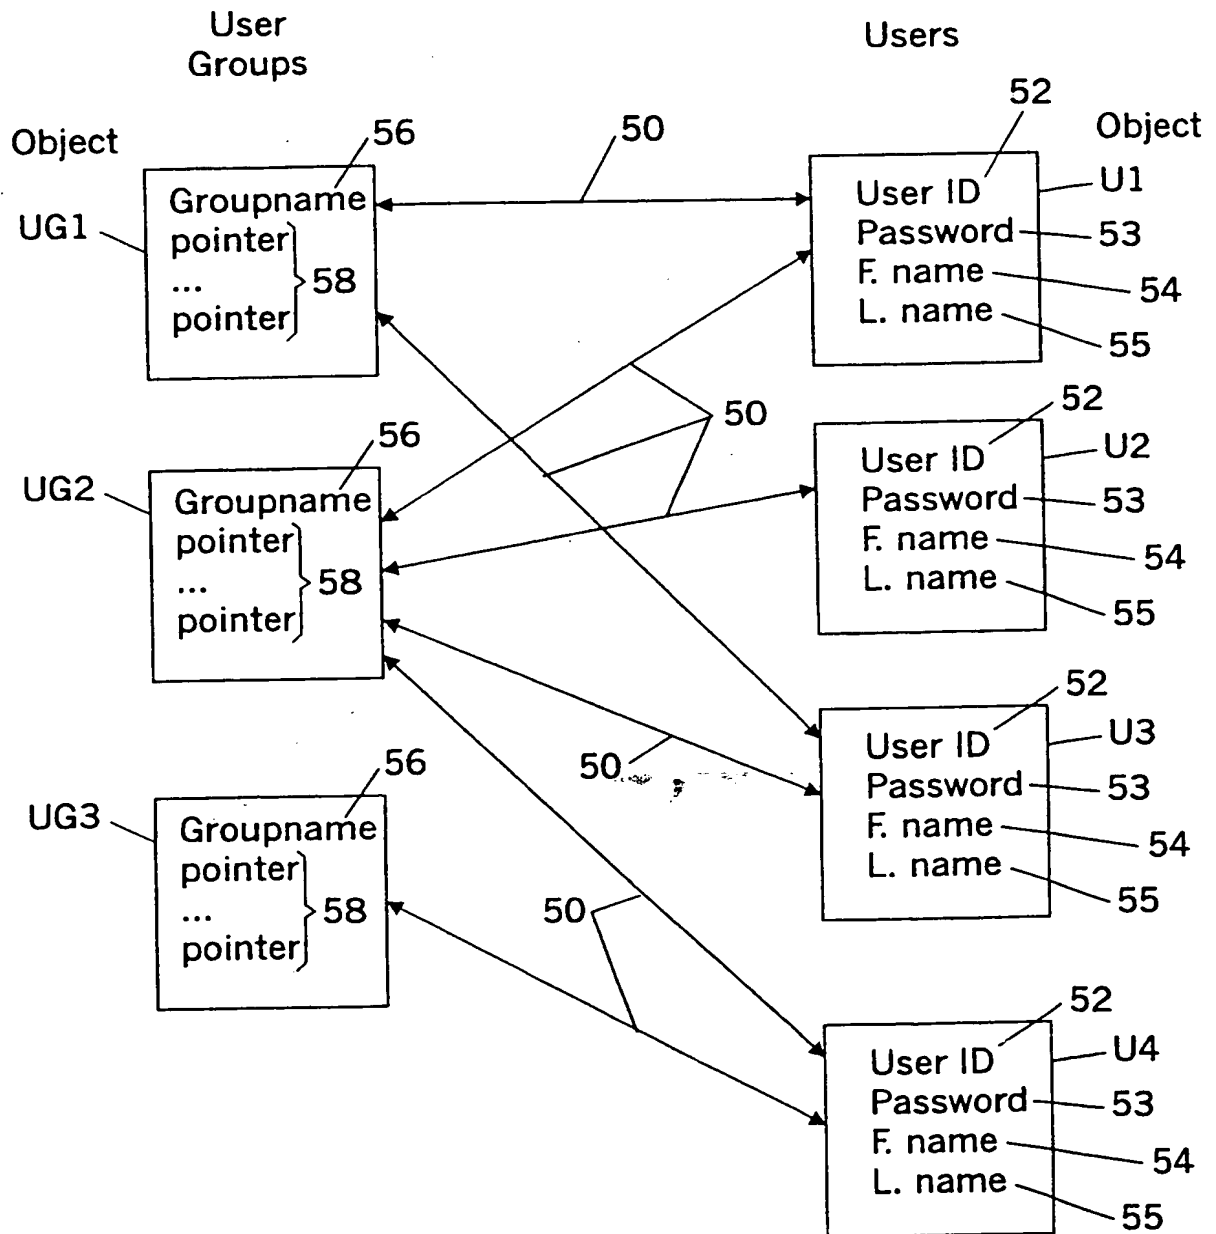 User
Groups
Users
Object
56
50
52
Object
UG1
Groupname
pointer
...
pointer
58
User ID
Password
F. name
L. name
U1
53
54
55
50
UG2
56
Groupname
pointer
...
pointer
58
52
User ID
Password
F. name
L. name
U2
53
54
55
50
UG3
56
Groupname
pointer
...
pointer
58
52
User ID
Password
F. name
L. name
U3
53
54
55
50
52
User ID
Password
F. name
L. name
U4
53
54
55